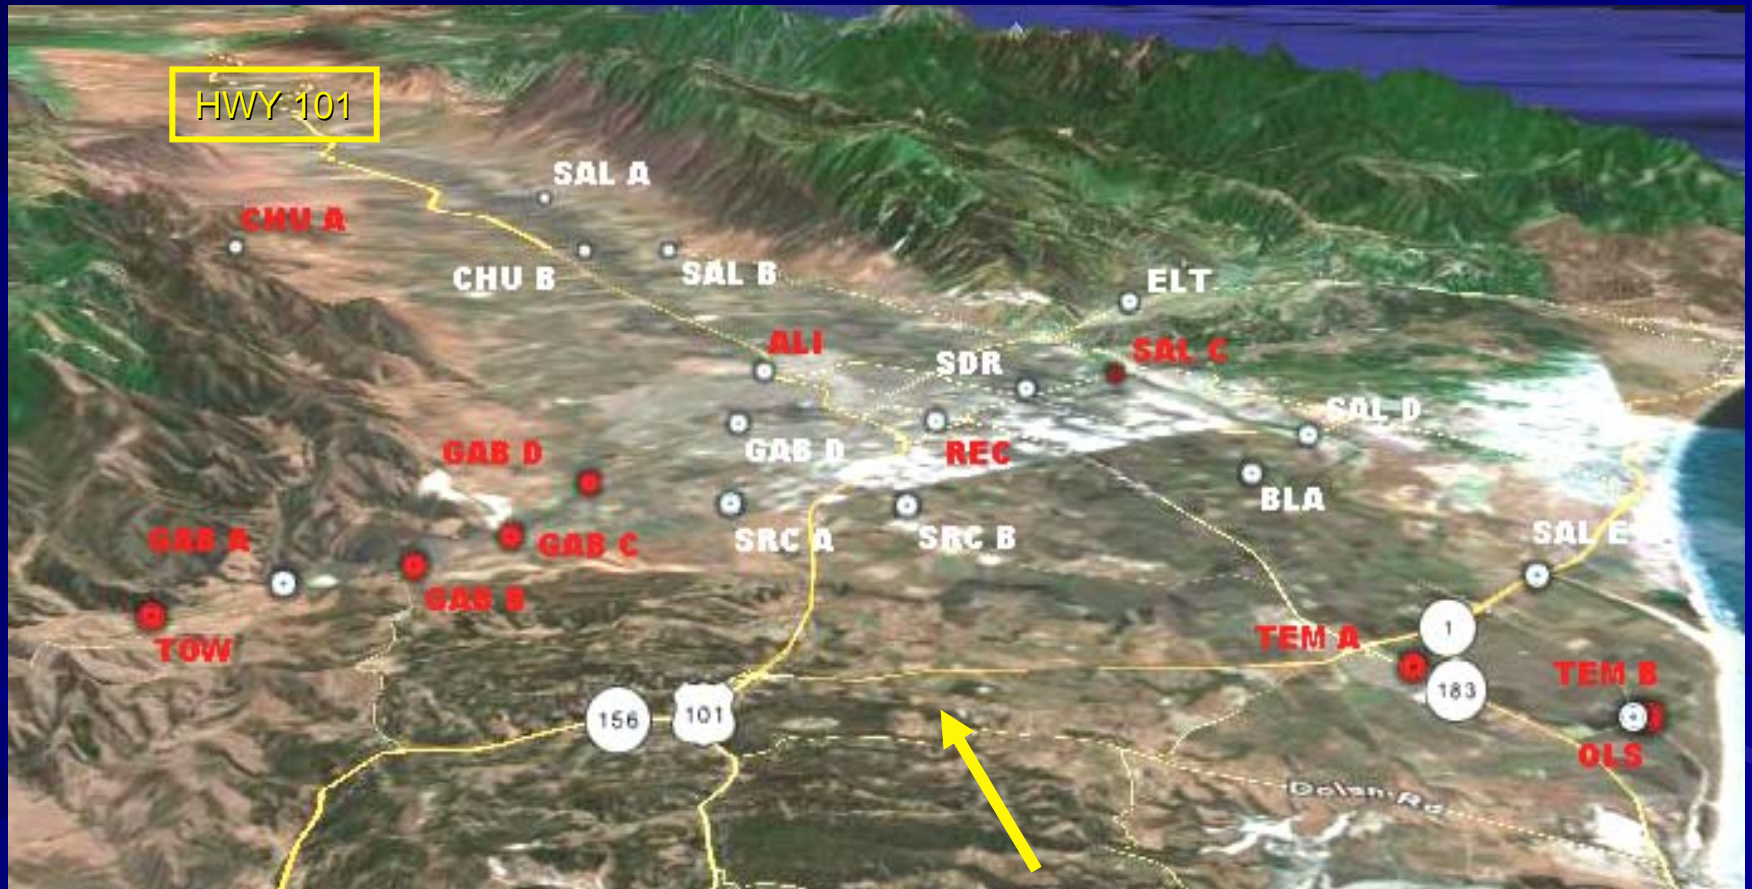 HWY 101
SAL A
CHU A
CHU B
SAL B
ELT
ALI
SDR
SAL C
SAL D
GAB D
GAB D
REC
BLA
GAB A
GAB C
SRC A
SRC B
SAL E
GAB B
TOW
TEM A
1
TEM B
156
101
183
OLS
Dolan Rd